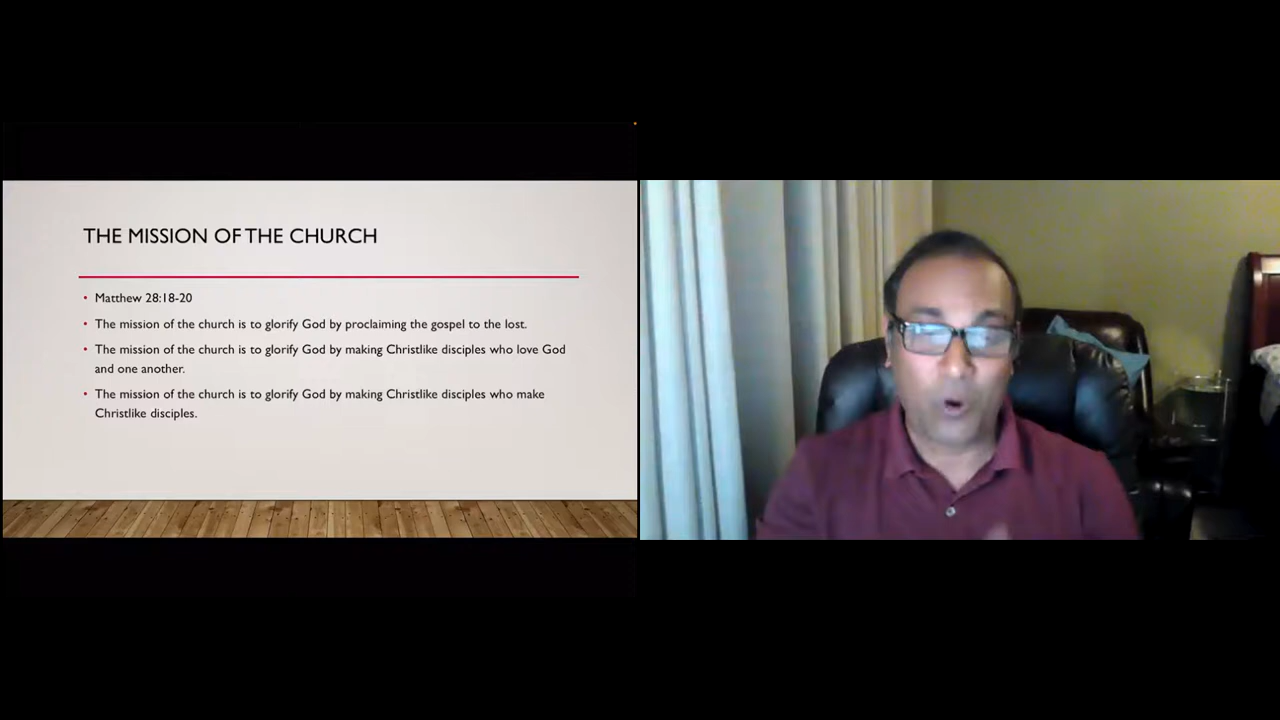 THE MISSION OF THE CHURCH
• Matthew 28:18-20
• The mission of the church is to glorify God by proclaiming the gospel to the lost.
• The mission of the church is to glorify God by making Christlike disciples who love God
and one another.
• The mission of the church is to glorify God by making Christlike disciples who make
Christlike disciples.